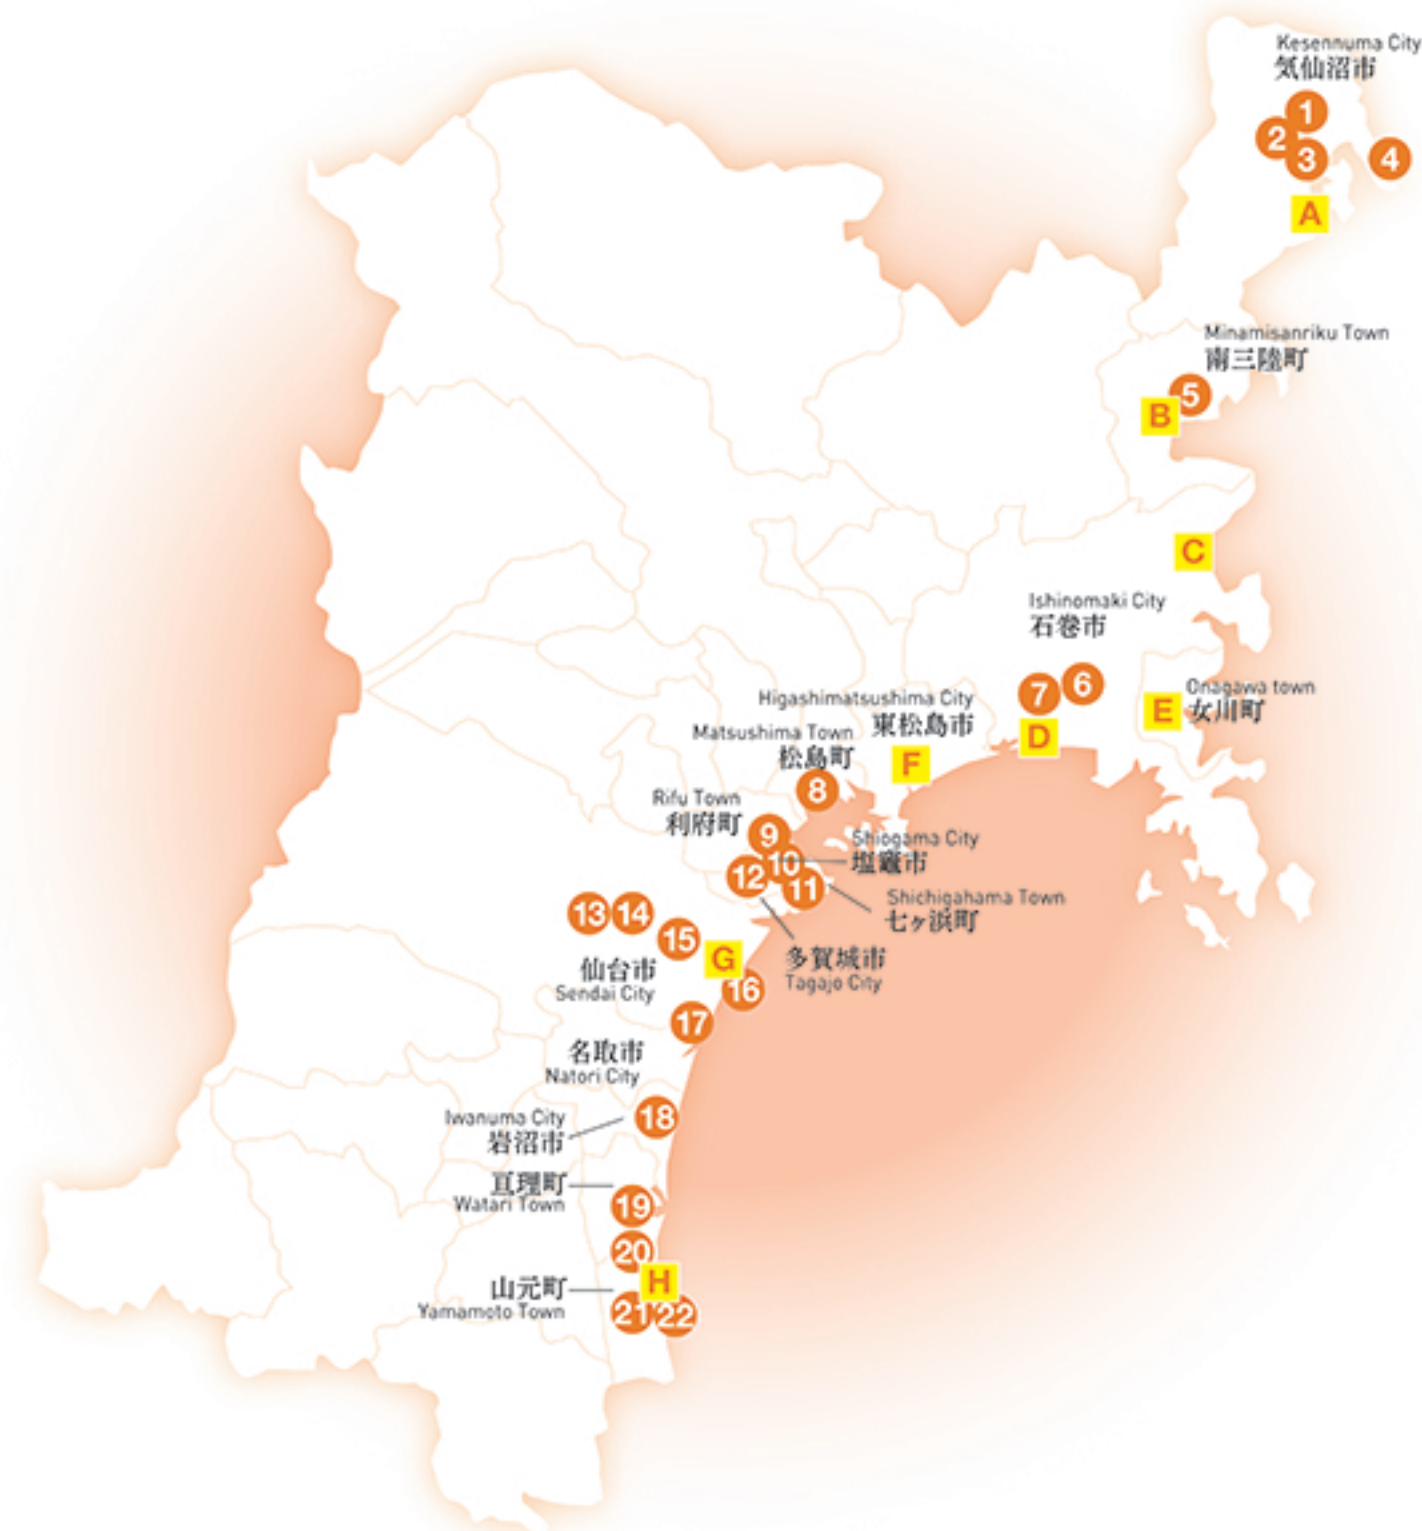 Kesennuma City
気仙沼市
1
2
3
4
A
Minamisanriku Town
南三陸町
5
B
C
Ishinomaki City
石巻市
6
7
D
Onagawa town
女川町
E
Higashimatsushima City
東松島市
F
Matsushima Town
松島町
8
Rifu Town
利府町
9
Shiogama City
塩竈市
10
11
12
Shichigahama Town
七ヶ浜町
多賀城市
Tagajo City
13
14
15
仙台市
Sendai City
G
16
17
名取市
Natori City
Iwanuma City
岩沼市
18
亘理町
Watari Town
19
20
山元町
Yamamoto Town
H
21
22